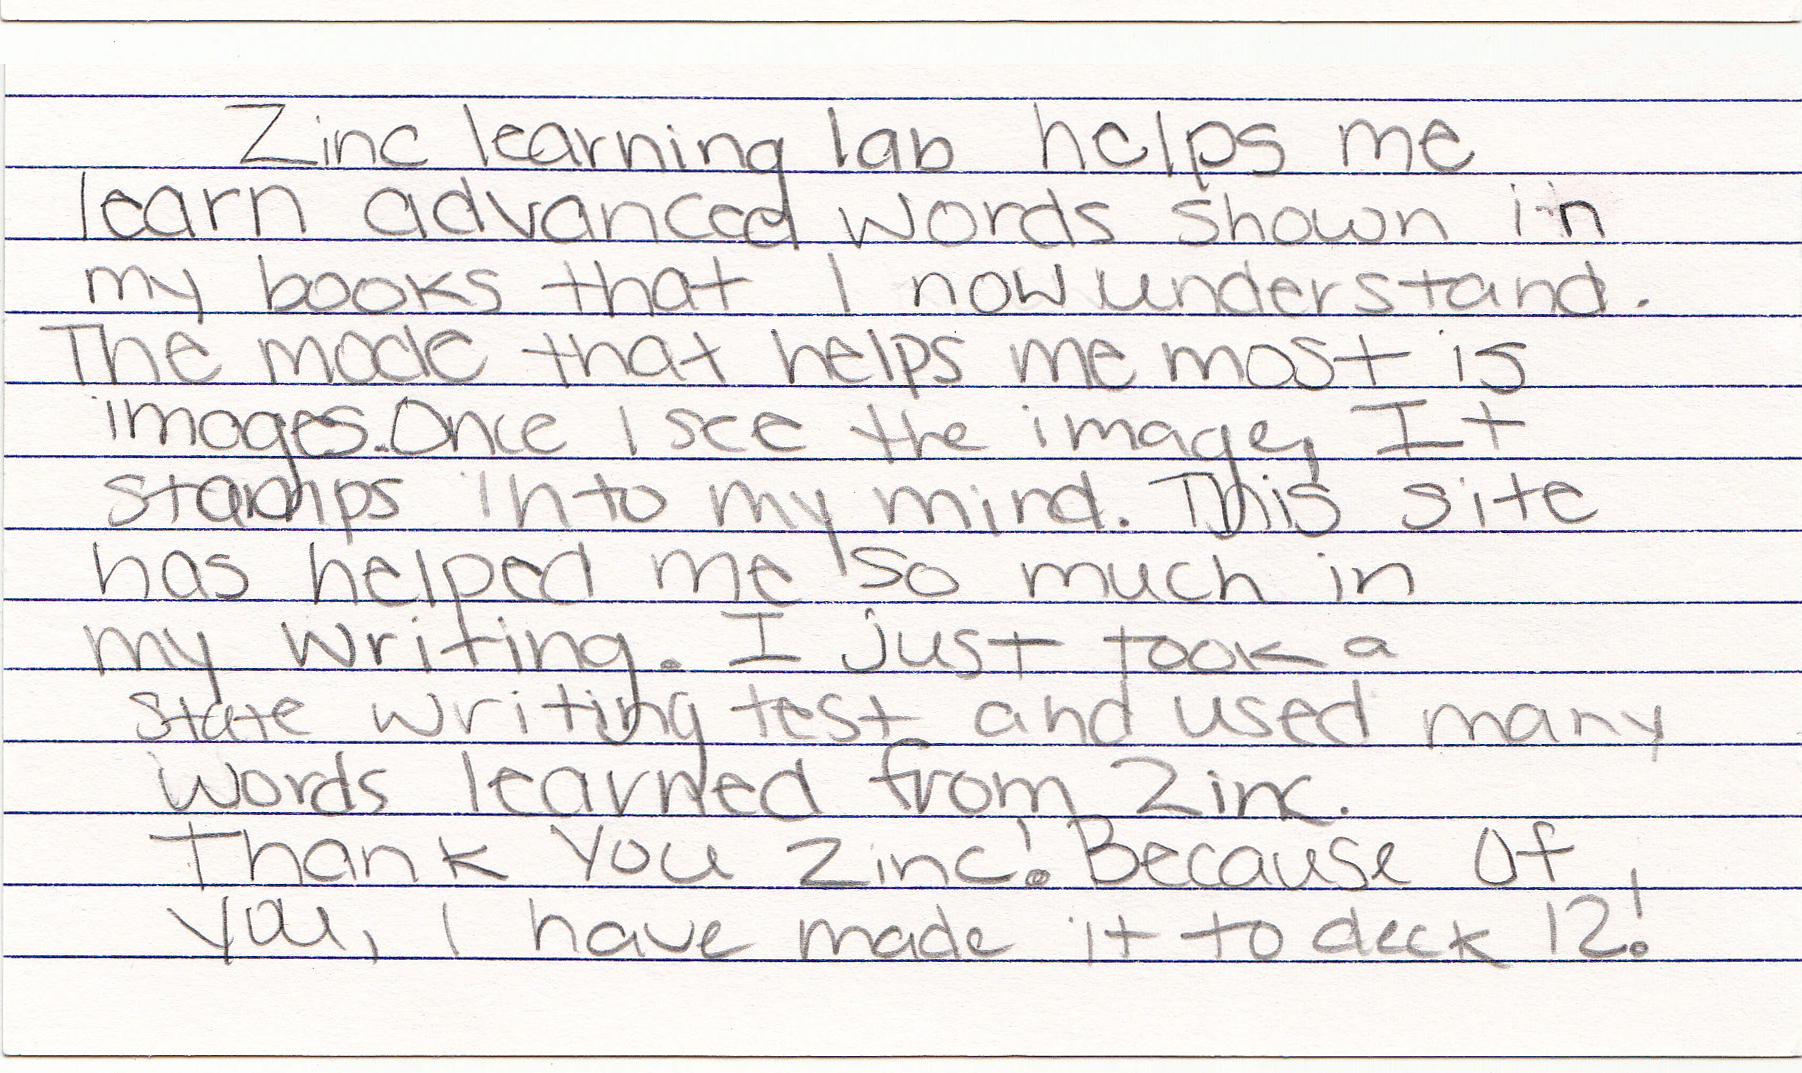 Zinc learning lab helps me
learn advanced words shown in
my books that I now understand.
The mode that helps me most is
images. Once I see the image, It
stamps into my mind. This site
has helped me so much in
my writing. I just took a
state writing test and used many
words learned from Zinc.
Thank you Zinc! Because of
you, I have made it to deck 12!